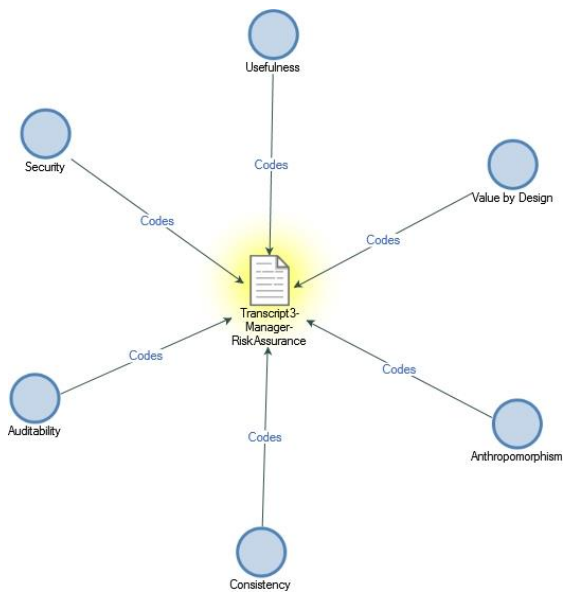 Usefulness
Security
Codes
Value by Design
Codes
Codes
Transcript3-
Manager-
RiskAssurance
Codes
Codes
Auditability
Codes
Anthropomorphism
Consistency